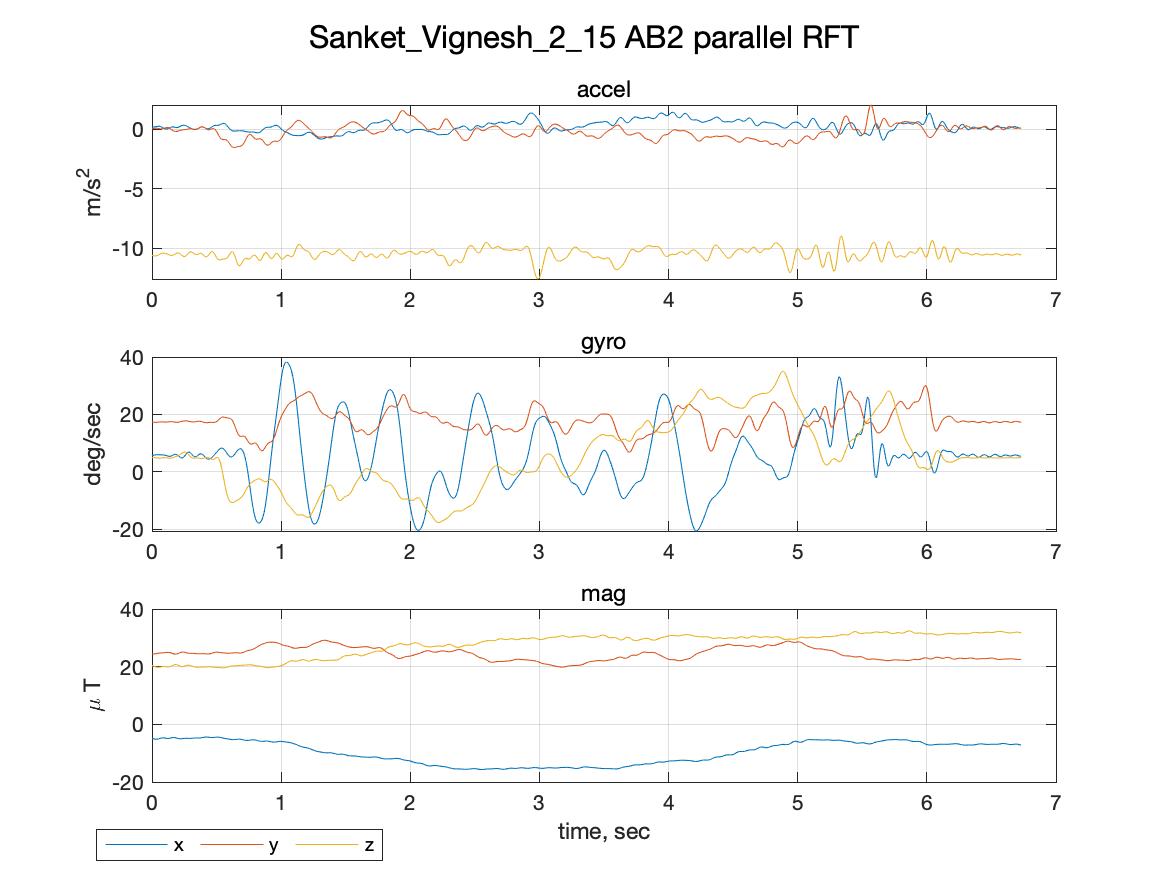 Sanket_Vignesh_2_15 AB2 parallel RFT
accel
m/s2
0
-5
-10
0 1 2 3 4 5 6 7
gyro
deg/sec
40
20
0
-20
0 1 2 3 4 5 6 7
mag
μ T
40
20
0
-20
0 1 2 3 4 5 6 7
time, sec
x y z